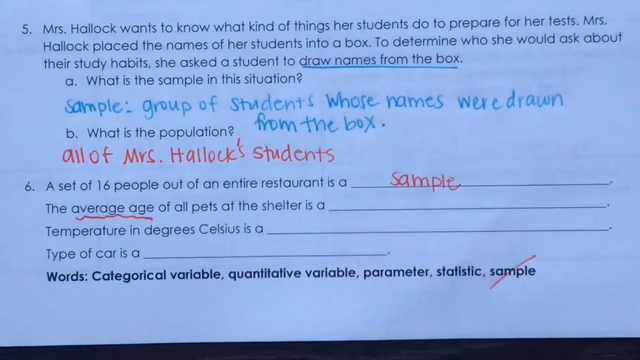 5. Mrs. Hallock wants to know what kind of things her students do to prepare for her tests. Mrs.
Hallock placed the names of her students into a box. To determine who she would ask about
their study habits, she asked a student to draw names from the box.
a. What is the sample in this situation?
Sample: group of students whose names were drawn
from the box.
b. What is the population?
all of Mrs. Hallock's students
6. A set of 16 people out of an entire restaurant is a sample.
The average age of all pets at the shelter is a .
Temperature in degrees Celsius is a .
Type of car is a .
Words: Categorical variable, quantitative variable, parameter, statistic, sample